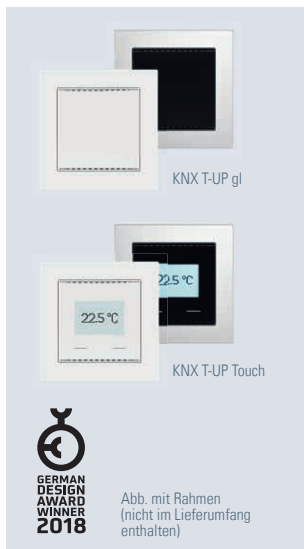 KNX T-UP gl
22.5 °C
22.5 °C
KNX T-UP Touch
GERMAN
DESIGN
AWARD
WINNER
2018
Abb. mit Rahmen
(nicht im Lieferumfang
enthalten)